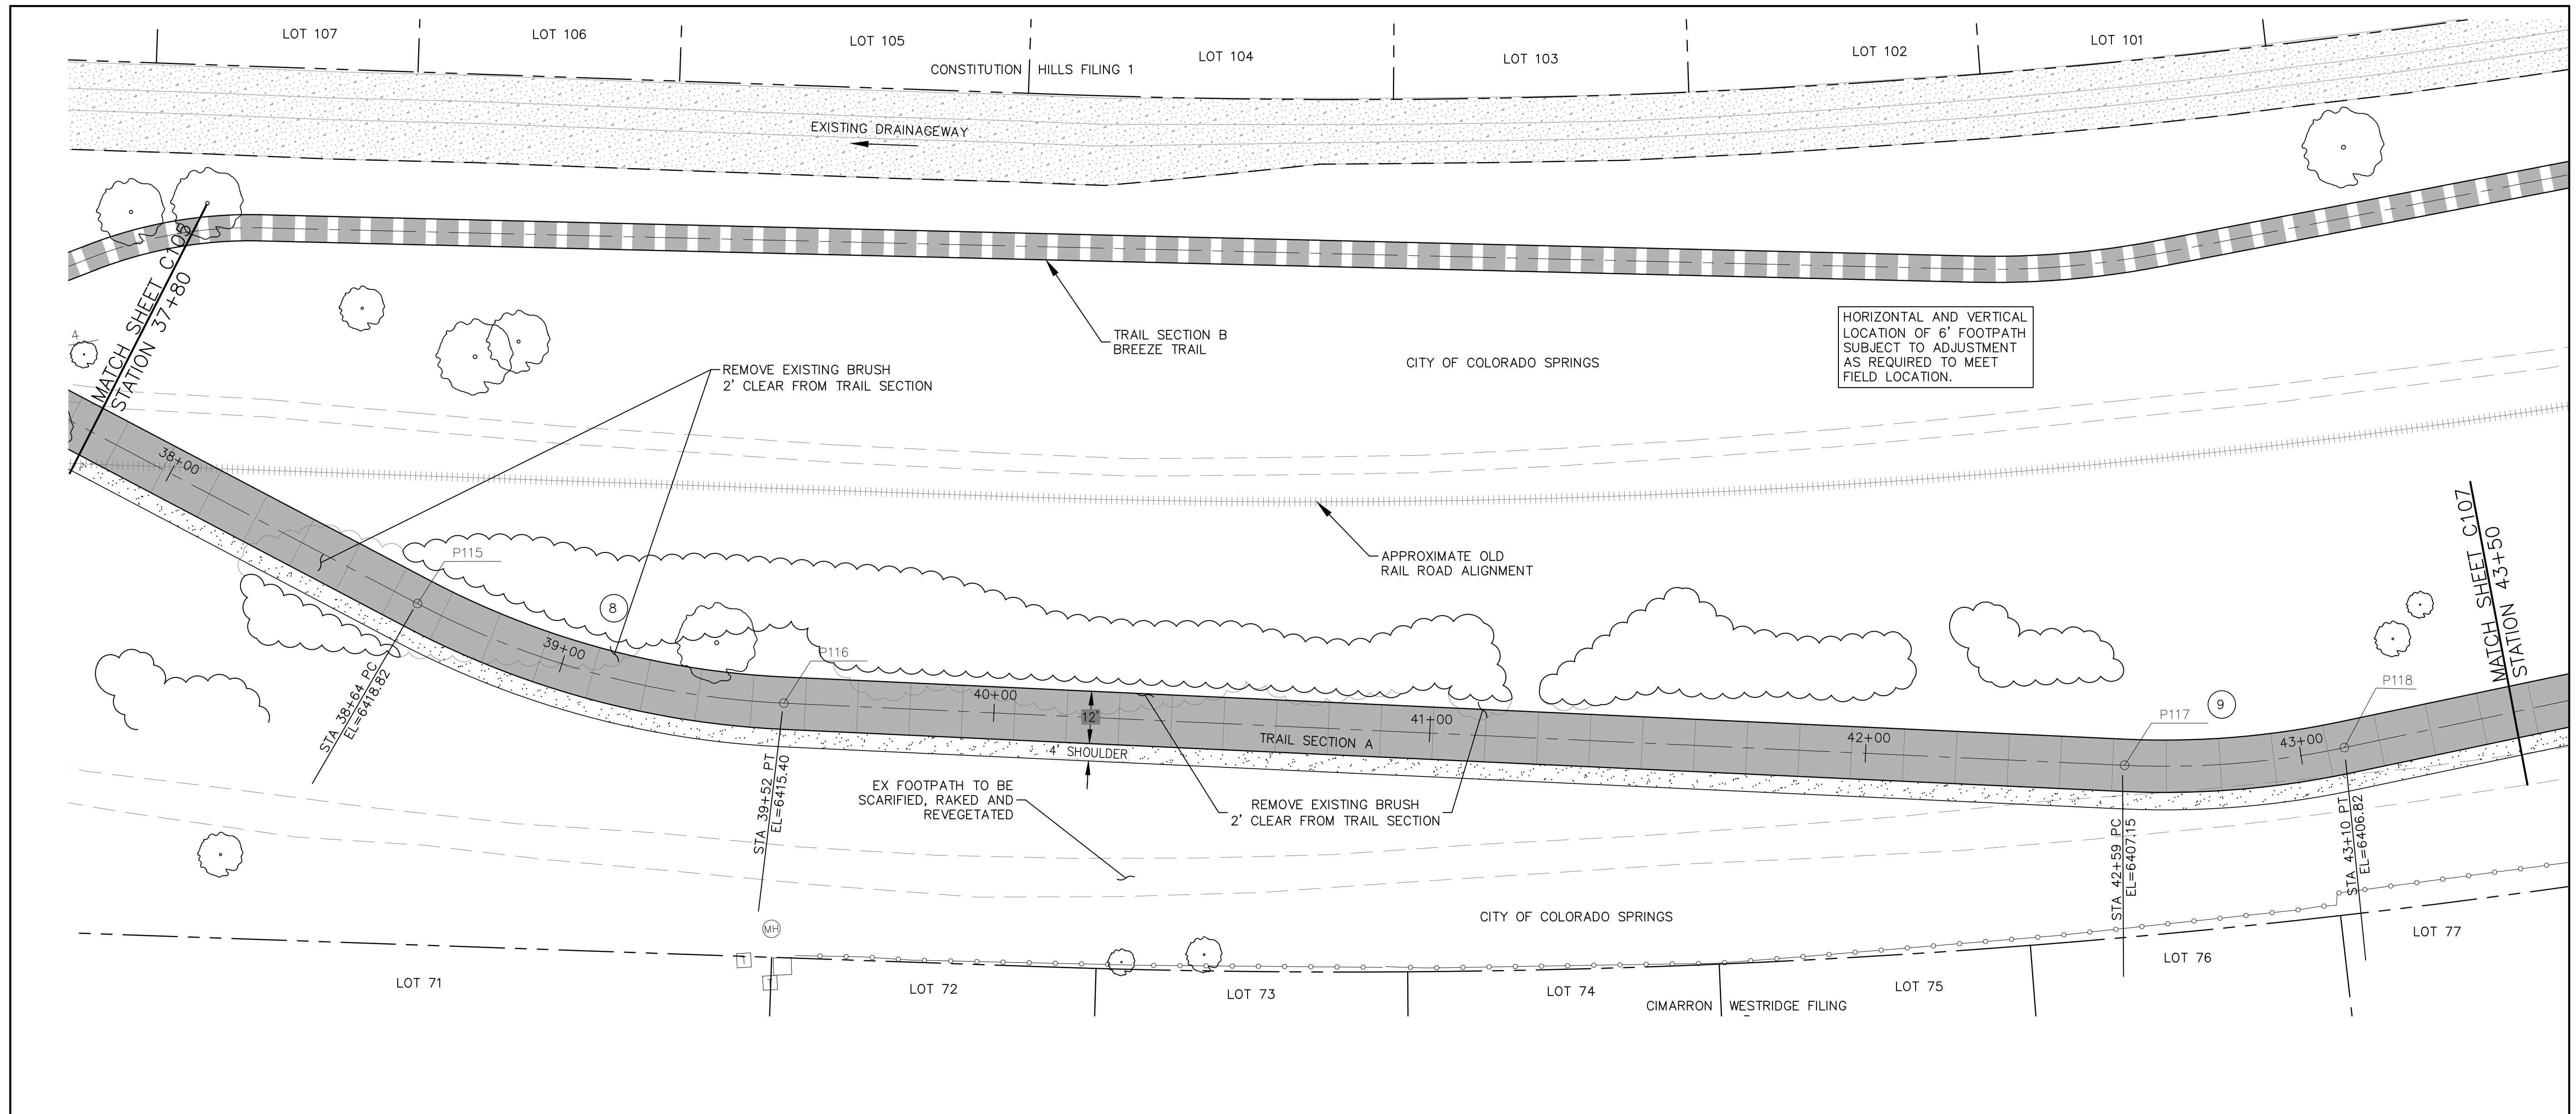 LOT 107
LOT 106
LOT 105
LOT 104
LOT 103
LOT 102
LOT 101
CONSTITUTION HILLS FILING 1
EXISTING DRAINAGEWAY
MATCH SHEET C105
STATION 37+80
4
TRAIL SECTION B
BREEZE TRAIL
HORIZONTAL AND VERTICAL
LOCATION OF 6' FOOTPATH
SUBJECT TO ADJUSTMENT
AS REQUIRED TO MEET
FIELD LOCATION.
CITY OF COLORADO SPRINGS
REMOVE EXISTING BRUSH
2' CLEAR FROM TRAIL SECTION
38+00
P115
APPROXIMATE OLD
RAIL ROAD ALIGNMENT
MATCH SHEET C107
STATION 43+50
8
39+00
P116
40+00
12'
41+00
TRAIL SECTION A
4' SHOULDER
42+00
P117
9
43+00
P118
STA 38+64 PC
EL=6418.82
STA 39+52 PT
EL=6415.40
EX FOOTPATH TO BE
SCARIFIED, RAKED AND
REVEGETATED
REMOVE EXISTING BRUSH
2' CLEAR FROM TRAIL SECTION
STA 42+59 PC
EL=6407.15
STA 43+10 PT
EL=6406.82
CITY OF COLORADO SPRINGS
MH
T
T
LOT 71
LOT 72
LOT 73
LOT 74
LOT 75
LOT 76
LOT 77
CIMARRON WESTRIDGE FILING